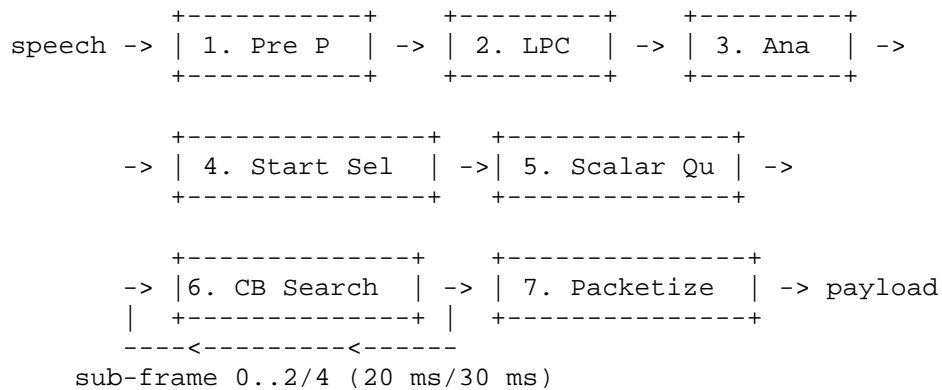 +-----------+    +---------+    +---------+
speech -> | 1. Pre P  | -> | 2. LPC  | -> | 3. Ana  | ->
              +-----------+    +---------+    +---------+
       +---------------+   +--------------+
    -> | 4. Start Sel  | ->| 5. Scalar Qu | ->
       +---------------+   +--------------+
       +--------------+    +---------------+
    -> |6. CB Search  | -> | 7. Packetize  | -> payload
    |  +--------------+ |  +---------------+
    ----<---------<------
 sub-frame 0..2/4 (20 ms/30 ms)